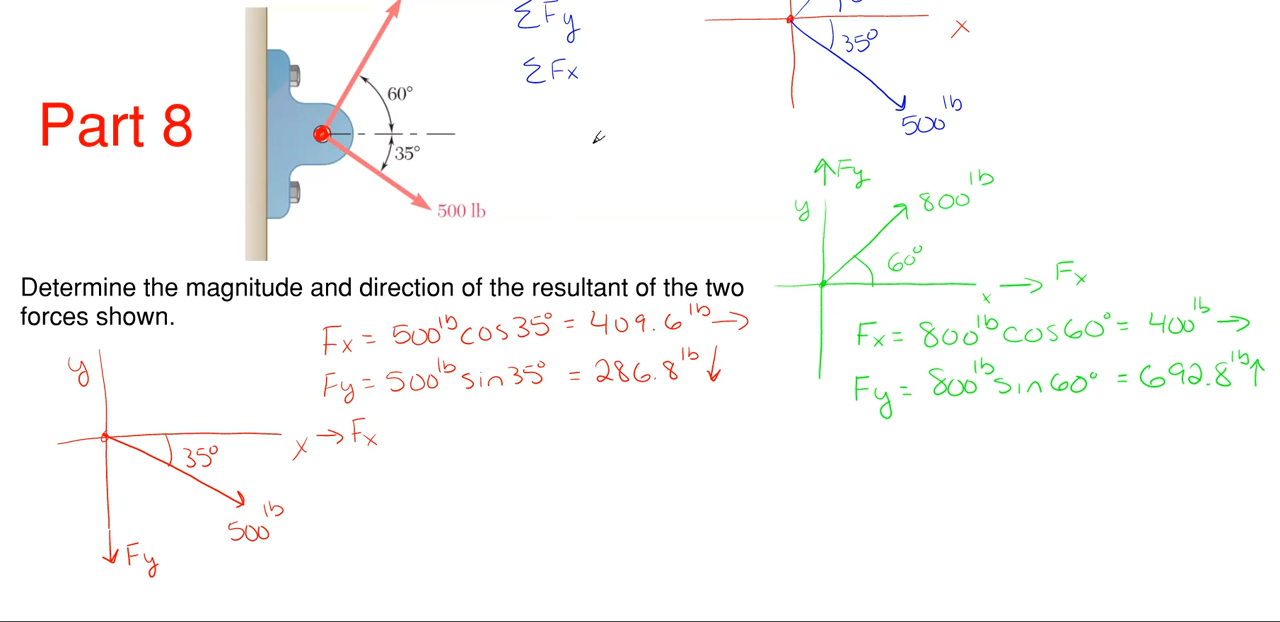 ΣFy
ΣFx
x
35°
500 lb
Part 8
60°
35°
500 lb
↑Fy
y
800 lb
60°
x → Fx
Determine the magnitude and direction of the resultant of the two
forces shown.
Fx = 500 lb cos 35° = 409.6 lb →
Fy = 500 lb sin 35° = 286.8 lb ↓
Fx = 800 lb cos 60° = 400 lb →
Fy = 800 lb sin 60° = 692.8 lb ↑
y
x → Fx
35°
500 lb
Fy